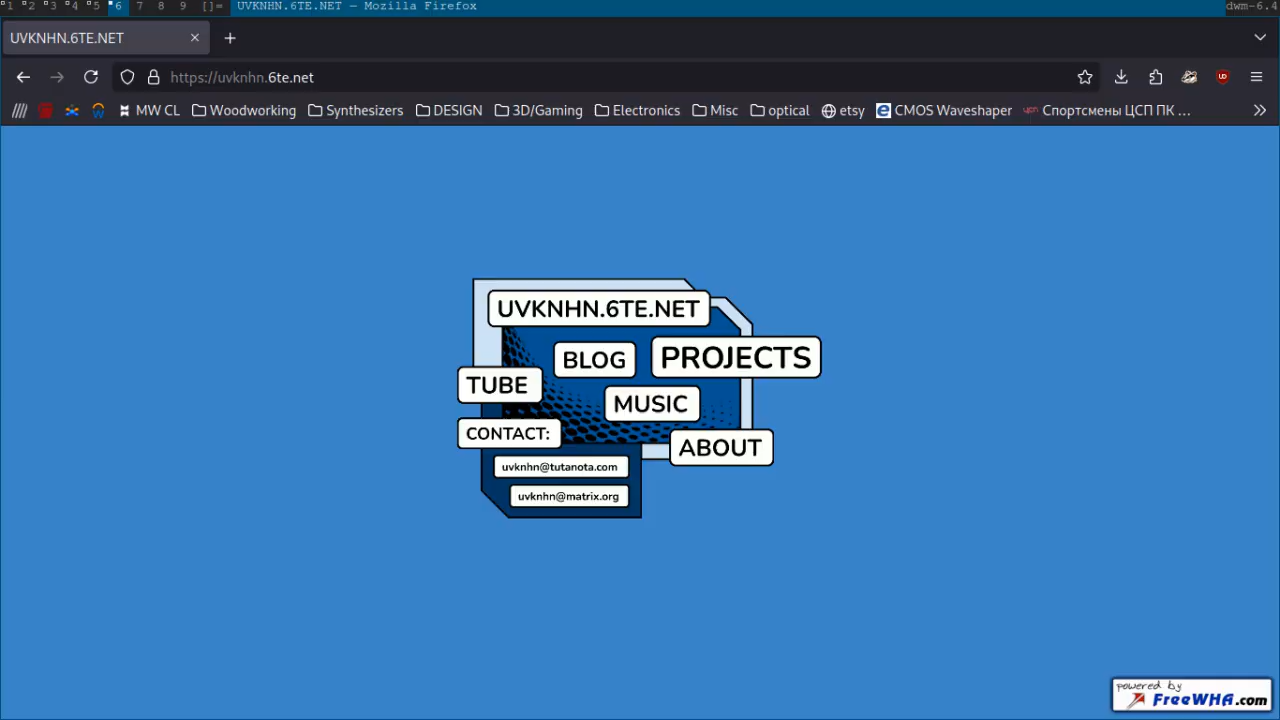 1 2 3 4 5 6 7 8 9 []= UVKNHN.6TE.NET — Mozilla Firefox dwm-6.4
UVKNHN.6TE.NET
https://uvknhn.6te.net
MW CL Woodworking Synthesizers DESIGN 3D/Gaming Electronics Misc optical etsy CMOS Waveshaper Спортсмены ЦСП ПК ...
UVKNHN.6TE.NET
BLOG PROJECTS
TUBE
MUSIC
CONTACT:
ABOUT
uvknhn@tutanota.com
uvknhn@matrix.org
powered by
FreeWHA.com